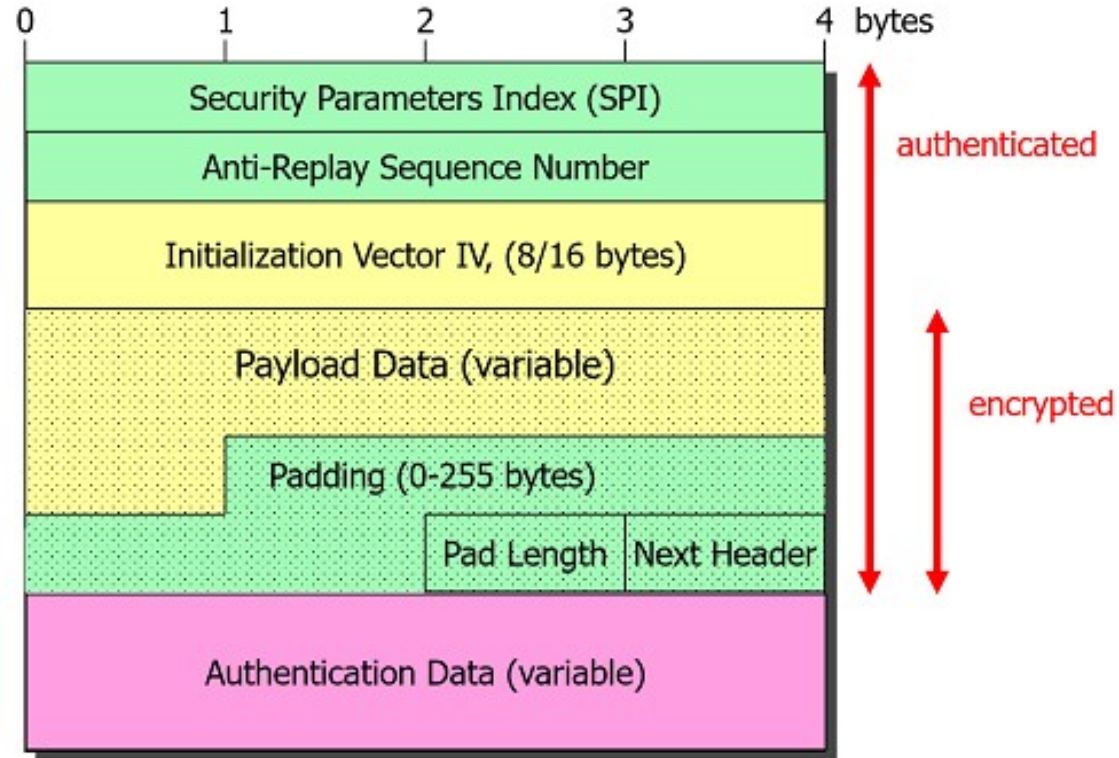 0 1 2 3 4 bytes
Security Parameters Index (SPI)
authenticated
Anti-Replay Sequence Number
Initialization Vector IV, (8/16 bytes)
Payload Data (variable)
encrypted
Padding (0-255 bytes)
Pad Length Next Header
Authentication Data (variable)